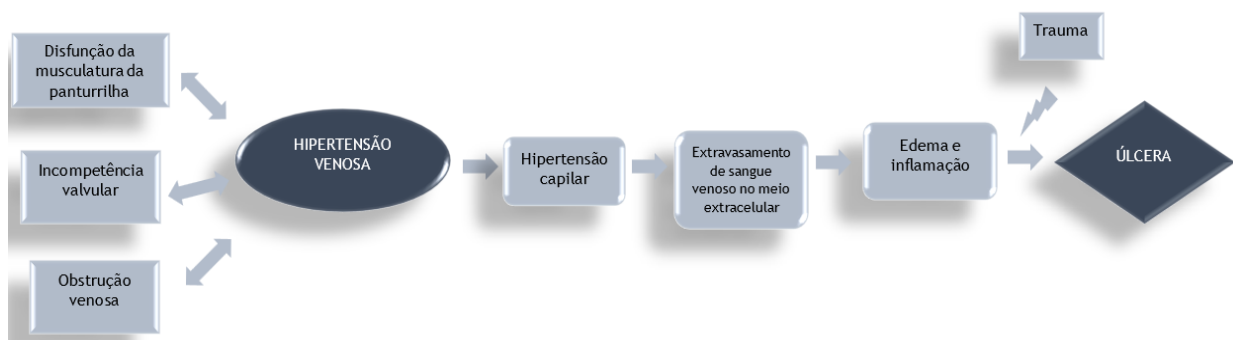 Disfunção da
musculatura da
panturrilha
Incompetência
valvular
Obstrução
venosa
HIPERTENSÃO
VENOSA
Hipertensão
capilar
Extravasamento
de sangue
venoso no meio
extracelular
Edema e
inflamação
Trauma
ÚLCERA